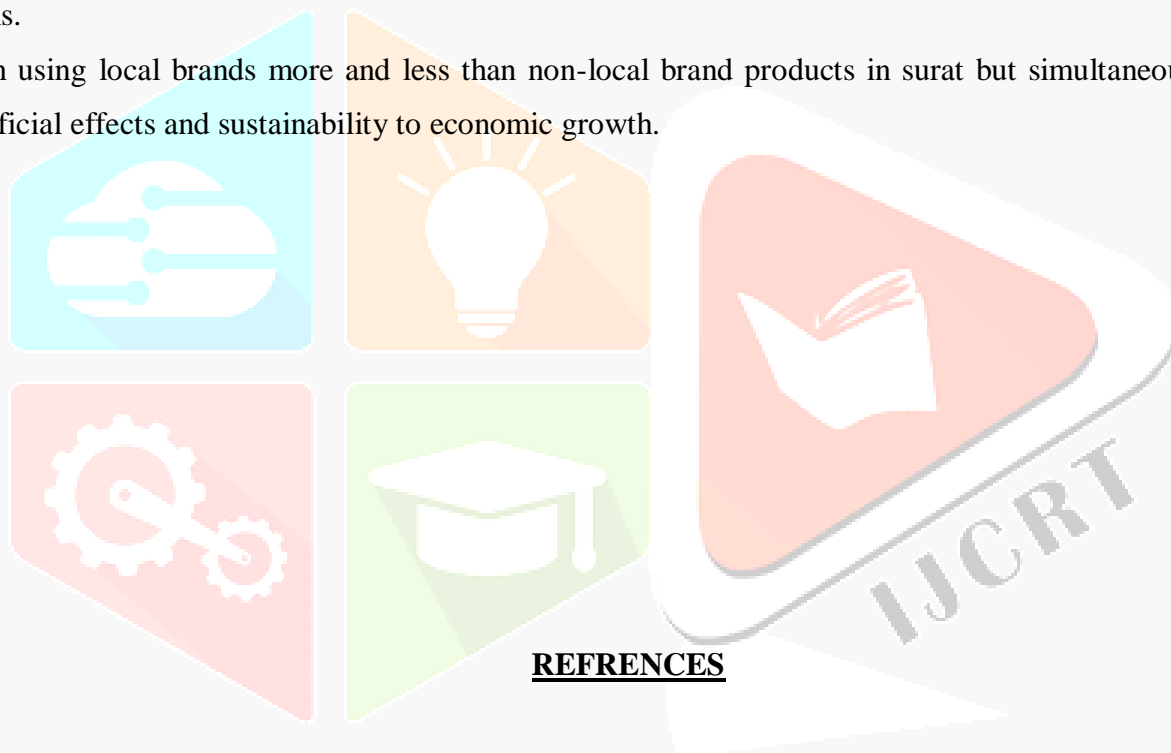 s.
n using local brands more and less than non-local brand products in surat but simultaneou
ficial effects and sustainability to economic growth.
IJCRT
REFRENCES